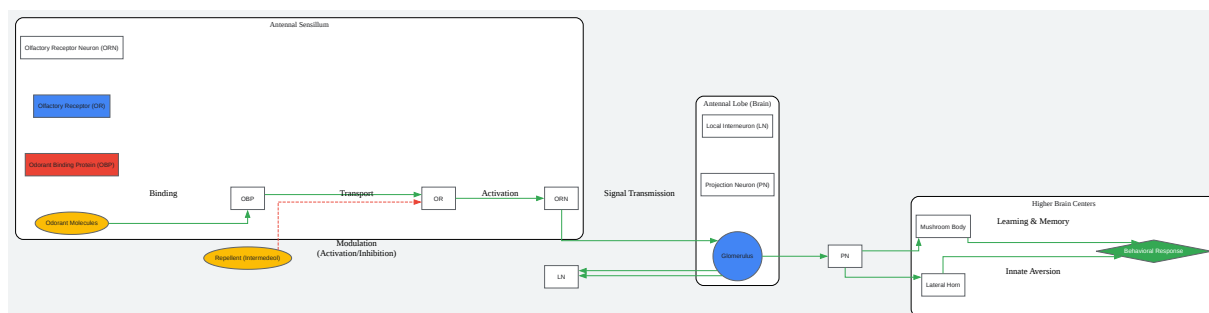 Antennal Sensillum
Olfactory Receptor Neuron (ORN)
Olfactory Receptor (OR)
Odorant Binding Protein (OBP)
Odorant Molecules
Binding
OBP
Transport
OR
Activation
ORN
Repellent (Intermedeol)
Modulation
(Activation/Inhibition)
Signal Transmission
LN
Antennal Lobe (Brain)
Local Interneuron (LN)
Projection Neuron (PN)
Glomerulus
PN
Higher Brain Centers
Mushroom Body
Learning & Memory
Behavioral Response
Innate Aversion
Lateral Horn